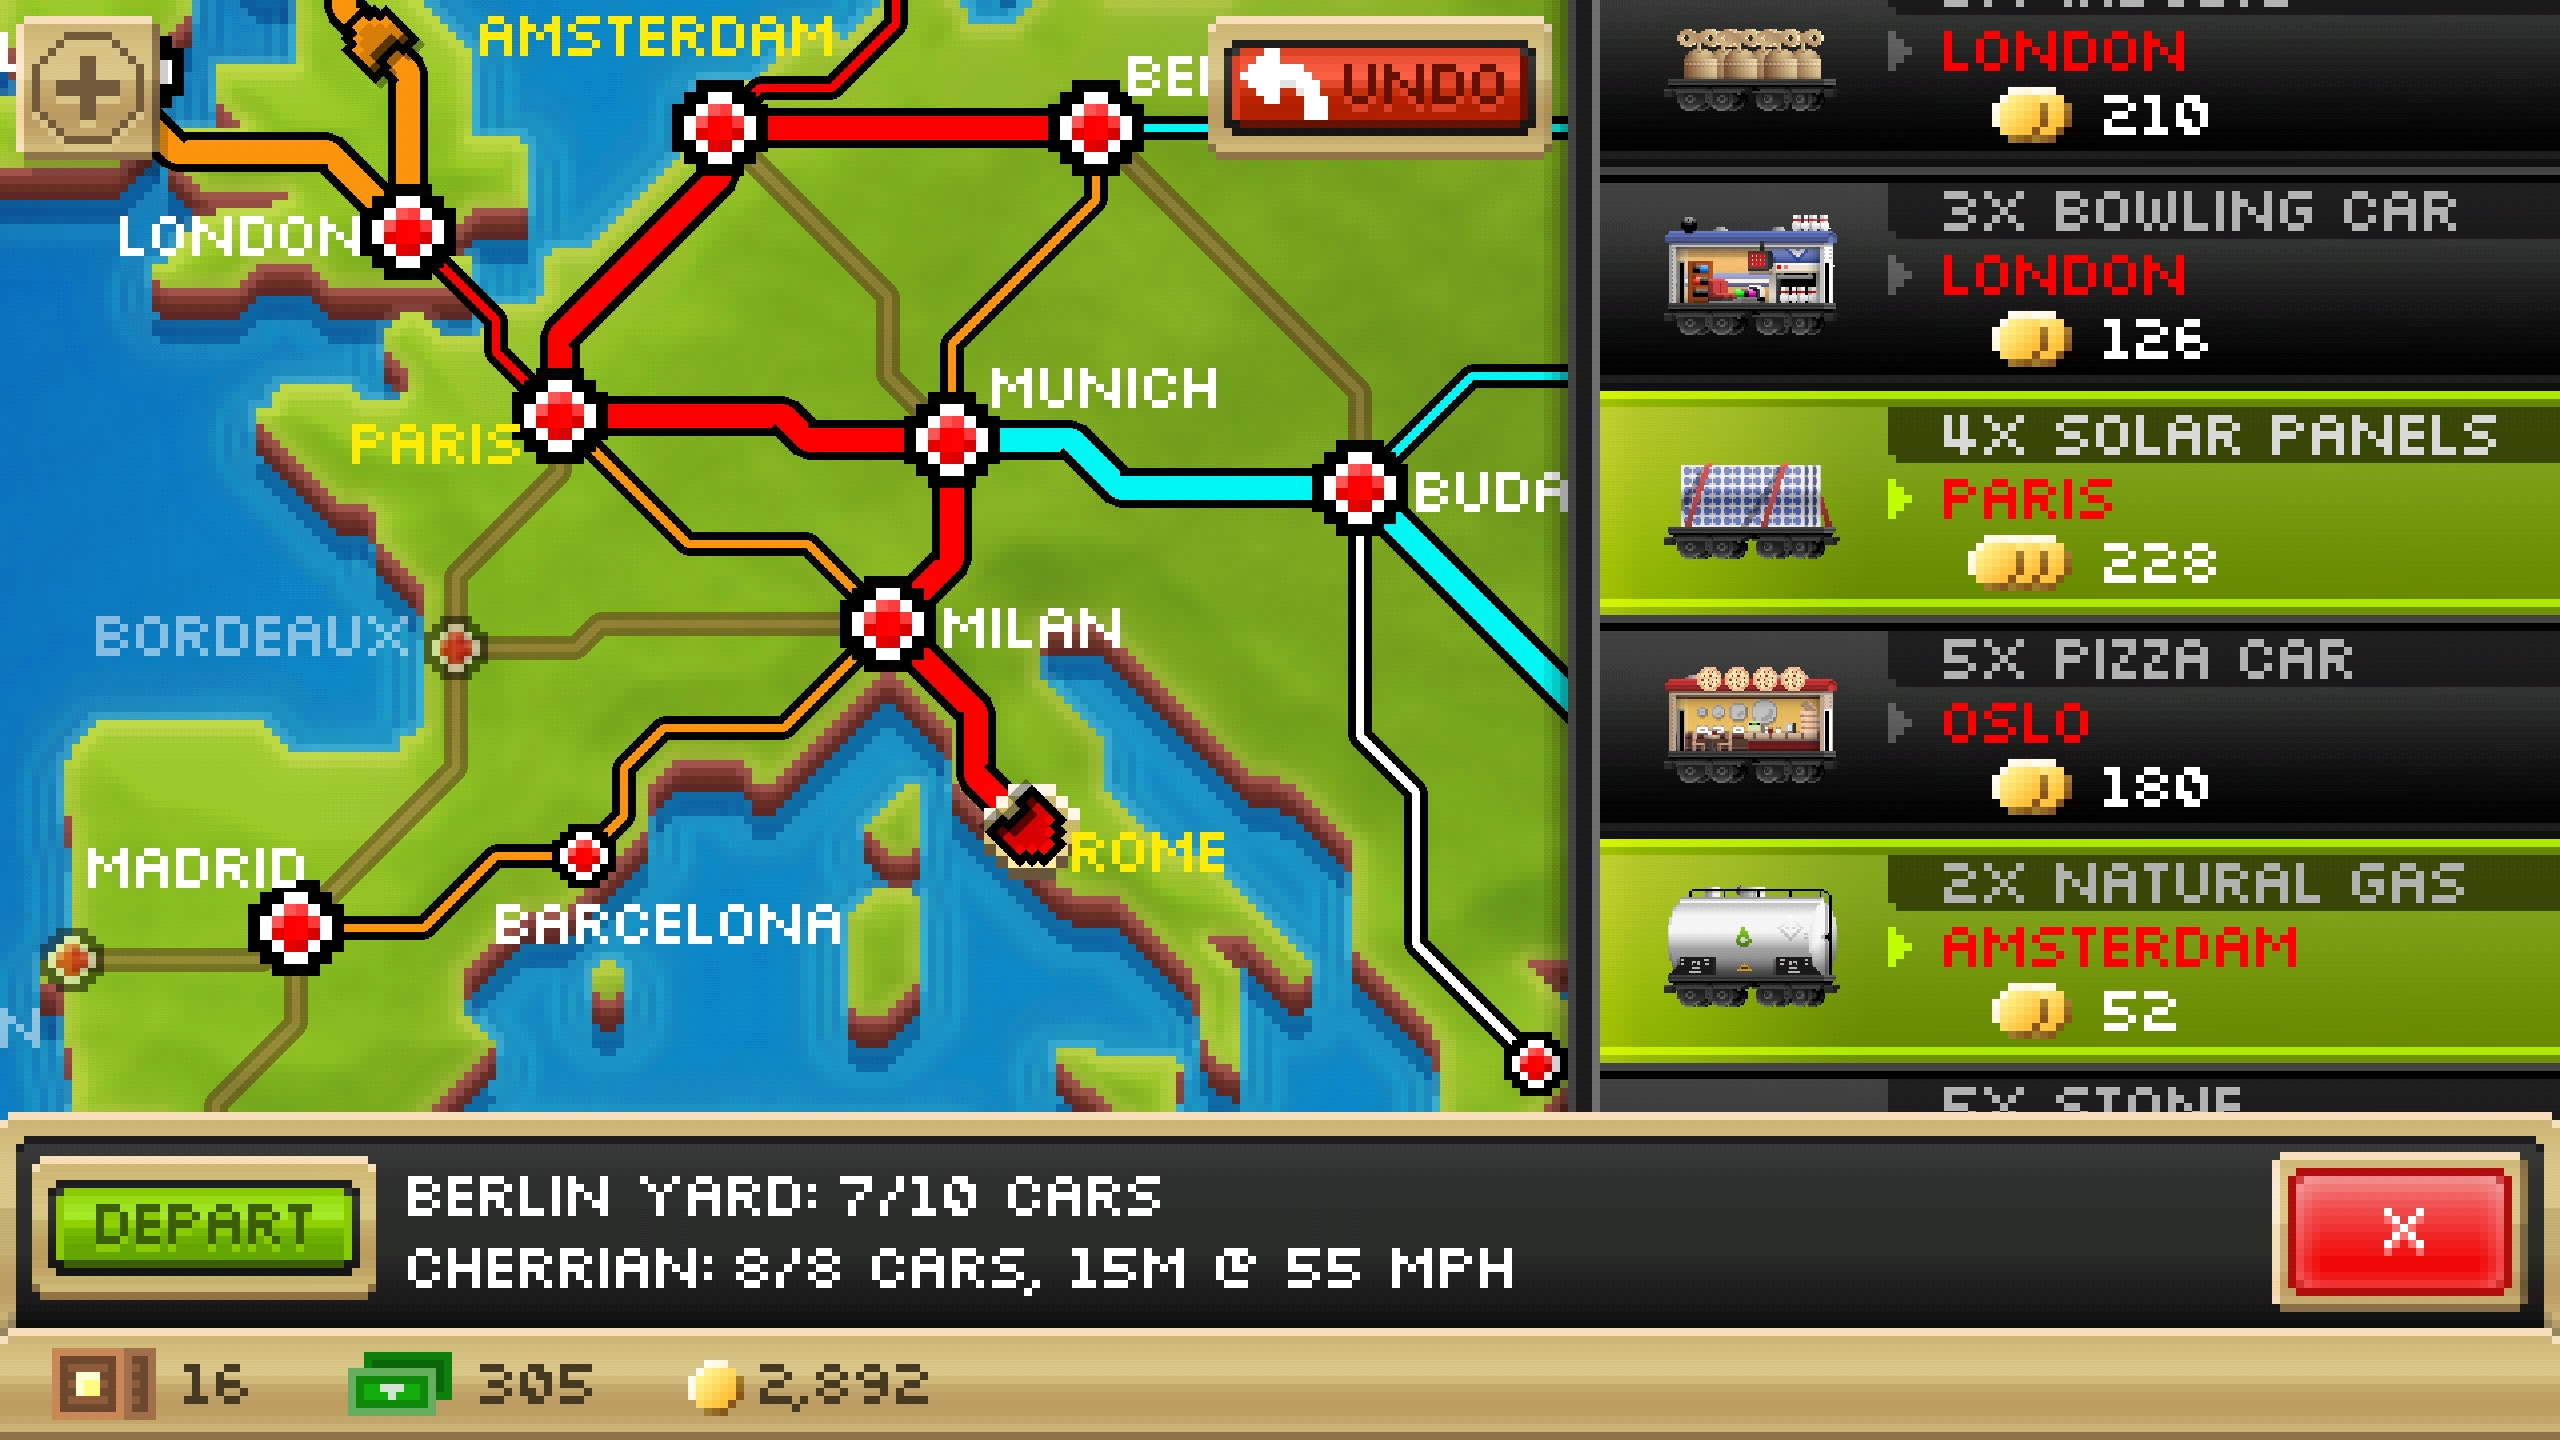 AMSTERDAM
UNDO
LONDON
MUNICH
PARIS
BUDA
BORDEAUX
MILAN
ROME
MADRID
BARCELONA
LONDON
210
3X BOWLING CAR
LONDON
126
4X SOLAR PANELS
PARIS
228
5X PIZZA CAR
OSLO
180
2X NATURAL GAS
AMSTERDAM
52
5X STONE
DEPART
BERLIN YARD: 7/10 CARS
CHERRIAN: 8/8 CARS, 15M @ 55 MPH
X
16
305
2,892